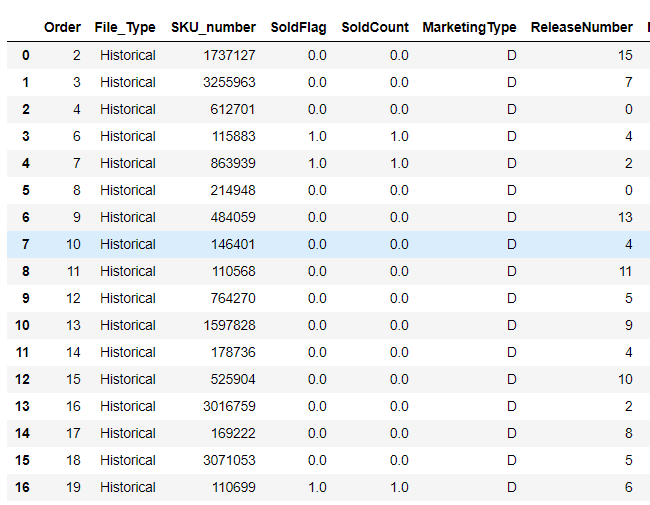 Order File_Type SKU_number SoldFlag SoldCount MarketingType ReleaseNumber
0 2 Historical 1737127 0.0 0.0 D 15
1 3 Historical 3255963 0.0 0.0 D 7
2 4 Historical 612701 0.0 0.0 D 0
3 6 Historical 115883 1.0 1.0 D 4
4 7 Historical 863939 1.0 1.0 D 2
5 8 Historical 214948 0.0 0.0 D 0
6 9 Historical 484059 0.0 0.0 D 13
7 10 Historical 146401 0.0 0.0 D 4
8 11 Historical 110568 0.0 0.0 D 11
9 12 Historical 764270 0.0 0.0 D 5
10 13 Historical 1597828 0.0 0.0 D 9
11 14 Historical 178736 0.0 0.0 D 4
12 15 Historical 525904 0.0 0.0 D 10
13 16 Historical 3016759 0.0 0.0 D 2
14 17 Historical 169222 0.0 0.0 D 8
15 18 Historical 3071053 0.0 0.0 D 5
16 19 Historical 110699 1.0 1.0 D 6